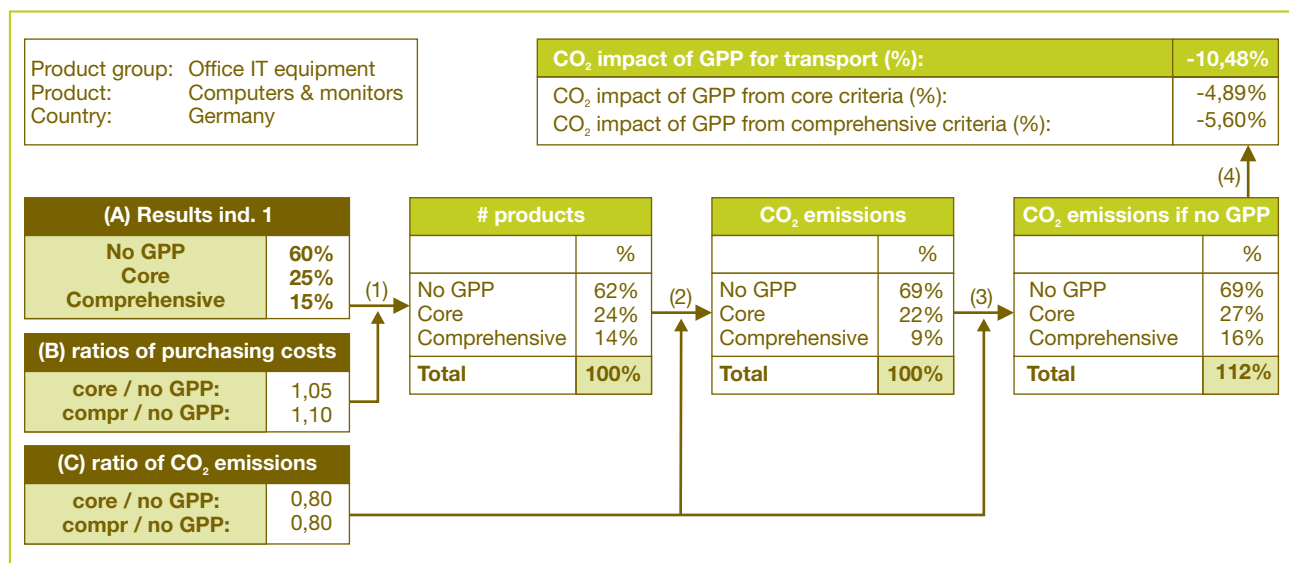 Product group: Office IT equipment
Product: Computers & monitors
Country: Germany
CO₂ impact of GPP for transport (%): -10,48%
CO₂ impact of GPP from core criteria (%): -4,89%
CO₂ impact of GPP from comprehensive criteria (%): -5,60%
(4)
(A) Results ind. 1
No GPP 60%
Core 25%
Comprehensive 15%
(1)
(B) ratios of purchasing costs
core / no GPP: 1,05
compr / no GPP: 1,10
(C) ratio of CO₂ emissions
core / no GPP: 0,80
compr / no GPP: 0,80
# products
%
No GPP 62%
Core 24%
Comprehensive 14%
Total 100%
(2)
CO₂ emissions
%
No GPP 69%
Core 22%
Comprehensive 9%
Total 100%
(3)
CO₂ emissions if no GPP
%
No GPP 69%
Core 27%
Comprehensive 16%
Total 112%